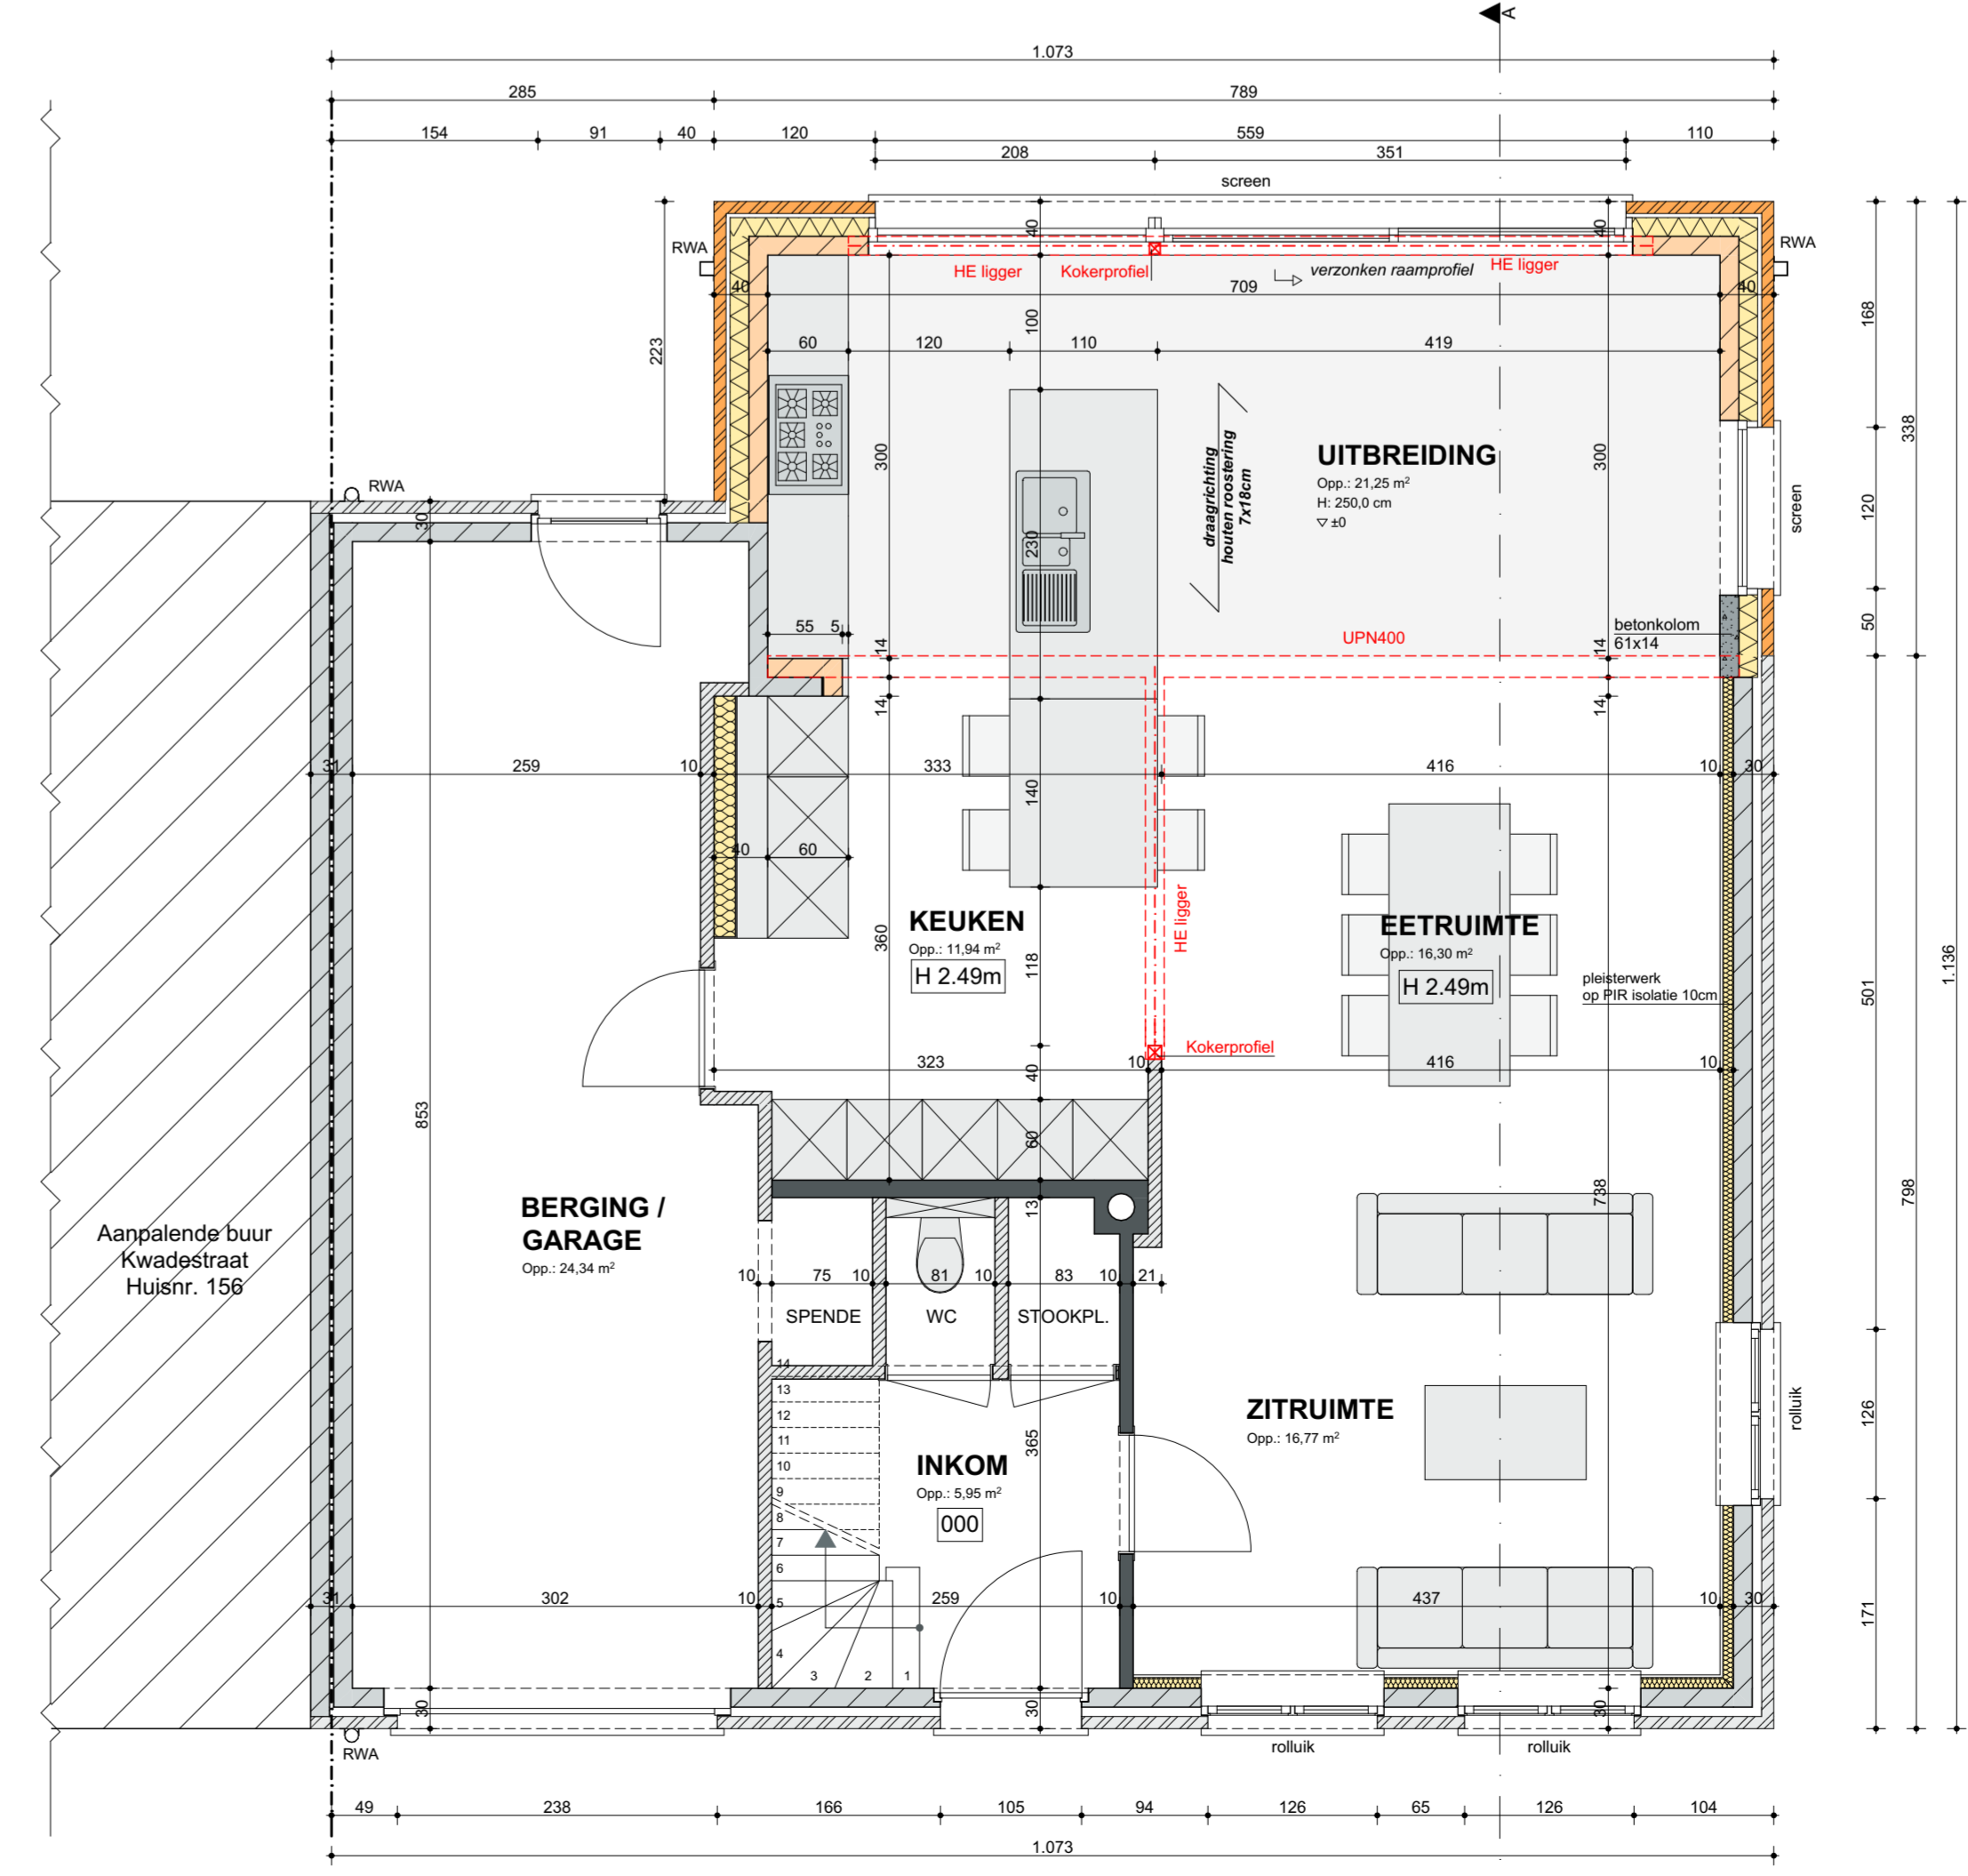 A
1.073
285
789
154
91
40
120
559
110
208
351
screen
RWA
RWA
40
40
HE ligger
Kokerprofiel
verzonken raamprofiel
HE ligger
40
709
40
223
100
168
338
60
120
110
419
300
draagrichting
houten roostering
7x18cm
300
UITBREIDING
Opp.: 21,25 m²
H: 250,0 cm
▽ ±0
RWA
30
230
120
screen
55
5
14
14
UPN400
betonkolom
61x14
50
14
14
31
259
10
333
416
10
30
140
40
60
KEUKEN
Opp.: 11,94 m²
H 2.49m
360
118
HE ligger
EETRUIMTE
Opp.: 16,30 m²
H 2.49m
pleisterwerk
op PIR isolatie 10cm
501
1.136
Kokerprofiel
323
10
40
416
10
853
60
BERGING /
GARAGE
Opp.: 24,34 m²
13
738
798
Aanpalende buur
Kwadestraat
Huisnr. 156
10
75
10
81
10
83
10
21
SPENDE
WC
STOOKPL.
14
13
12
11
10
9
8
7
6
5
4
3
2
1
INKOM
Opp.: 5,95 m²
000
365
ZITRUIMTE
Opp.: 16,77 m²
126
rolluik
31
302
10
259
10
437
10
30
171
30
30
30
RWA
rolluik
rolluik
49
238
166
105
94
126
65
126
104
1.073